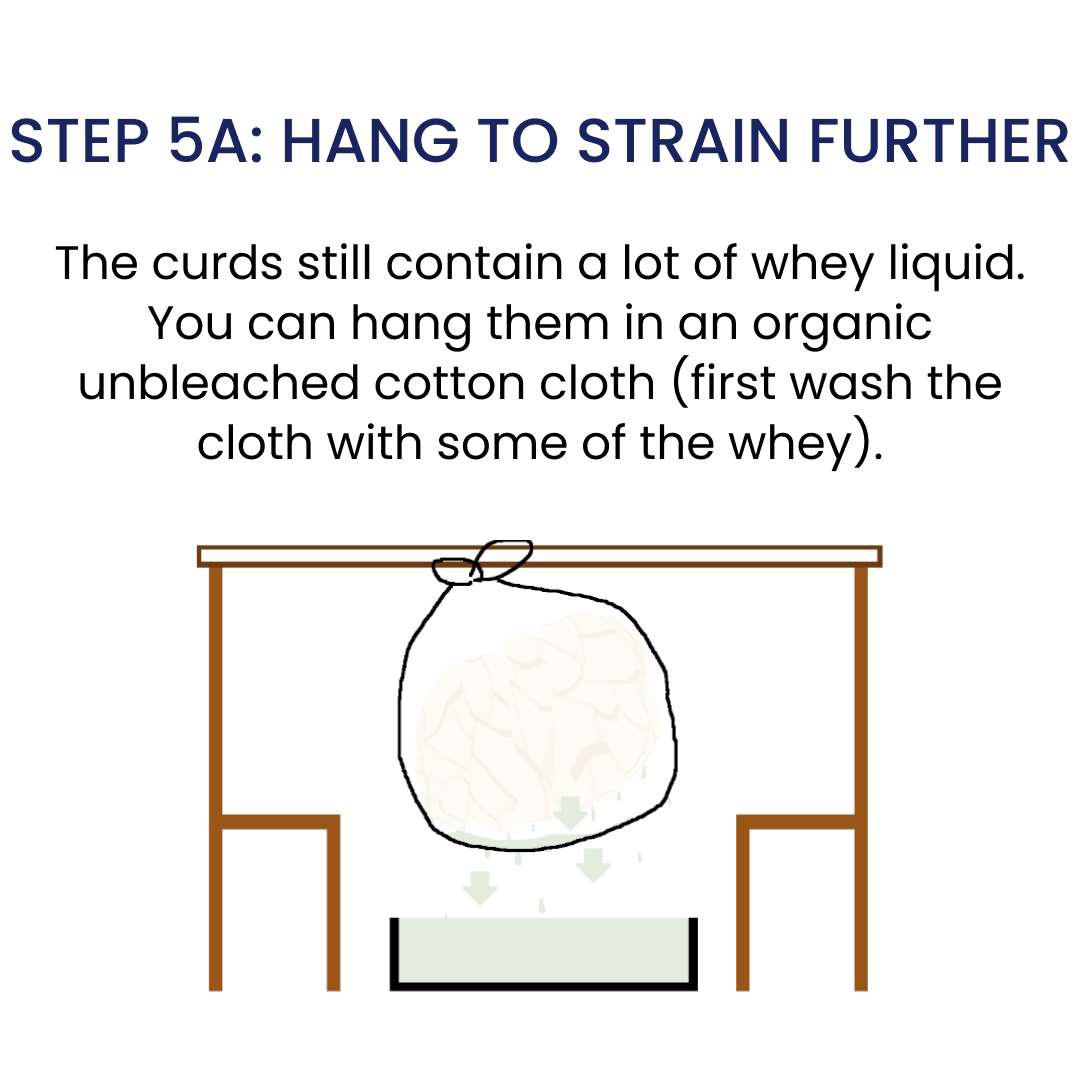 STEP 5A: HANG TO STRAIN FURTHER
The curds still contain a lot of whey liquid.
You can hang them in an organic
unbleached cotton cloth (first wash the
cloth with some of the whey).